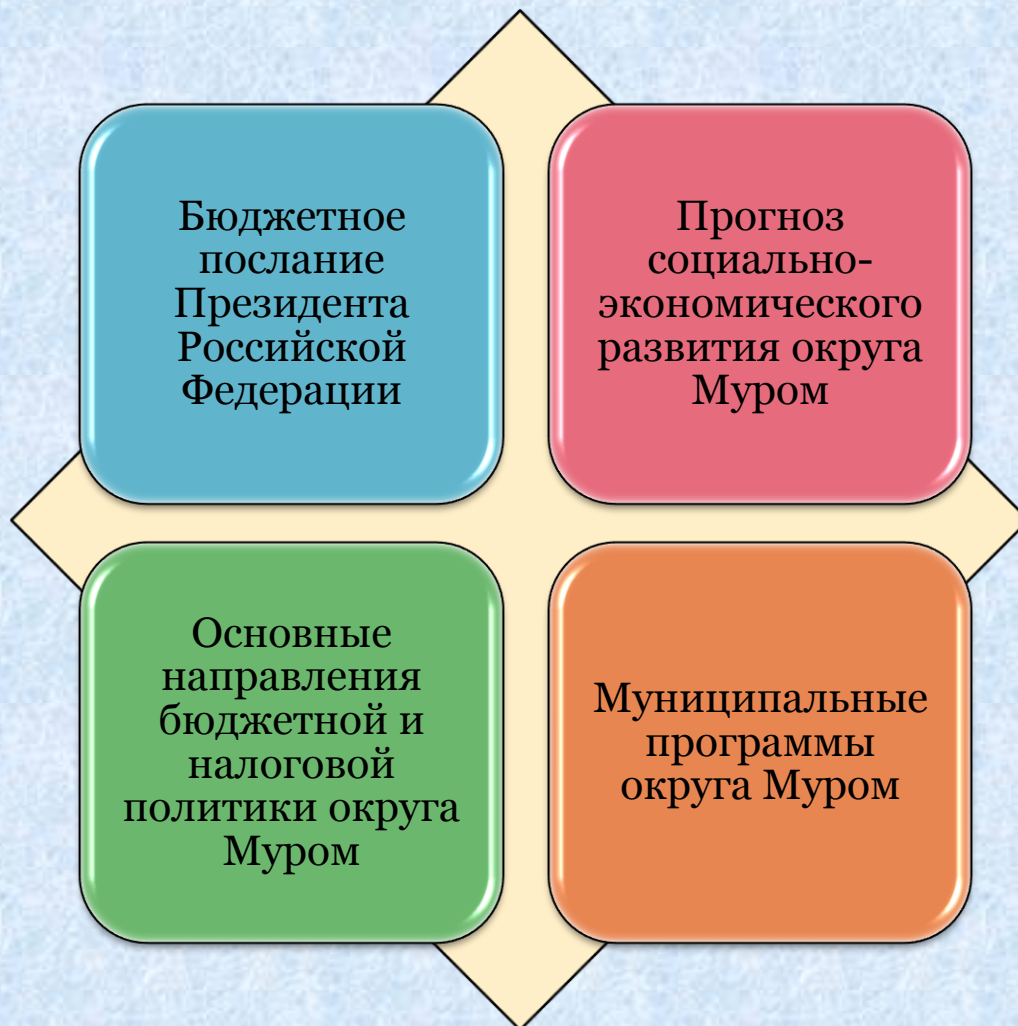 Бюджетное
послание
Президента
Российской
Федерации
Прогноз
социально-
экономического
развития округа
Муром
Основные
направления
бюджетной и
налоговой
политики округа
Муром
Муниципальные
программы
округа Муром